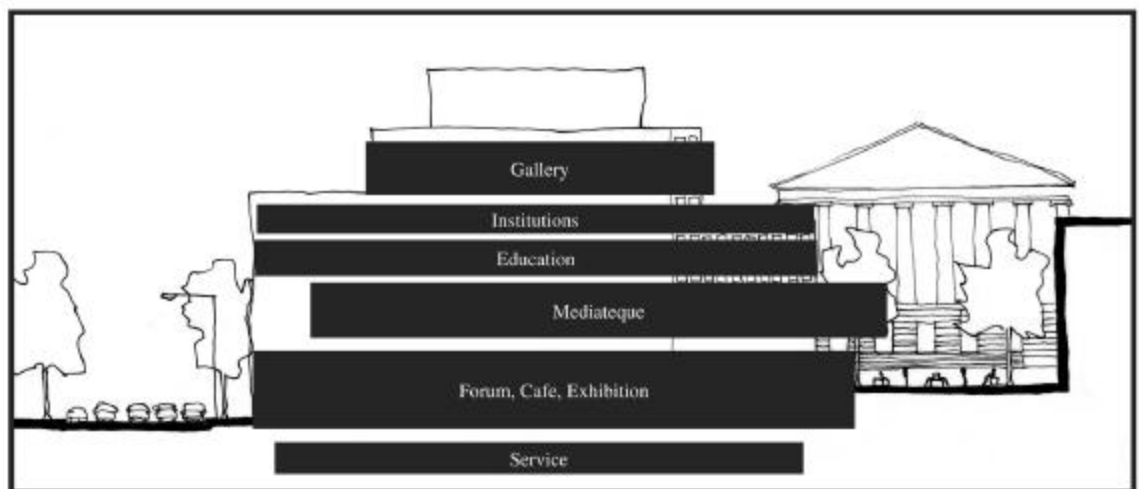 Gallery
Institutions
Education
Mediateque
Forum, Cafe, Exhibition
Service